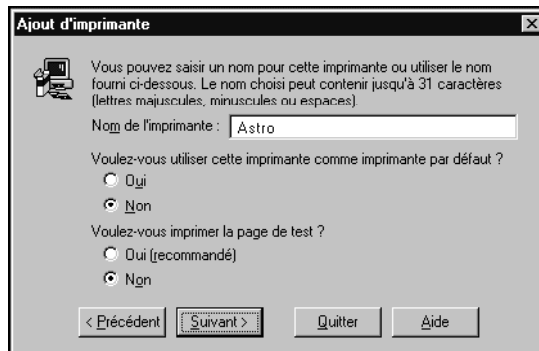 Ajout d'imprimante
Vous pouvez saisir un nom pour cette imprimante ou utiliser le nom
fourni ci-dessous. Le nom choisi peut contenir jusqu'à 31 caractères
(lettres majuscules, minuscules ou espaces).
Nom de l'imprimante : Astro
Voulez-vous utiliser cette imprimante comme imprimante par défaut ?
Oui
Non
Voulez-vous imprimer la page de test ?
Oui (recommandé)
Non
< Précédent Suivant > Quitter Aide